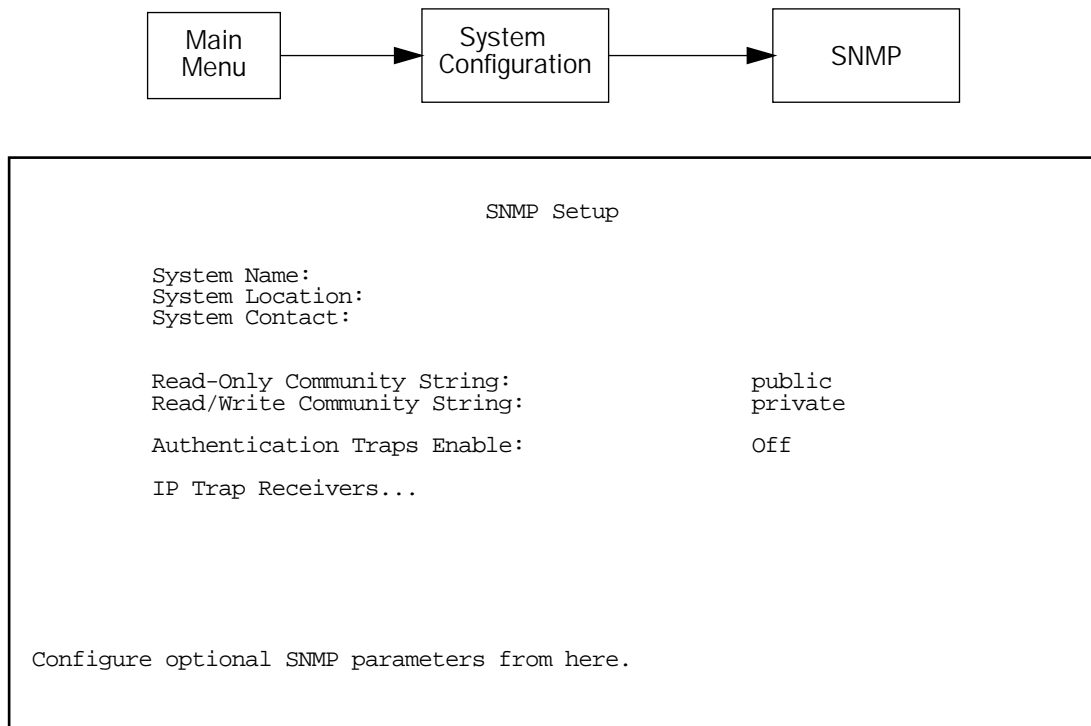 Main
Menu
System
Configuration
SNMP
SNMP Setup
System Name:
System Location:
System Contact:
Read-Only Community String: public
Read/Write Community String: private
Authentication Traps Enable: Off
IP Trap Receivers...
Configure optional SNMP parameters from here.